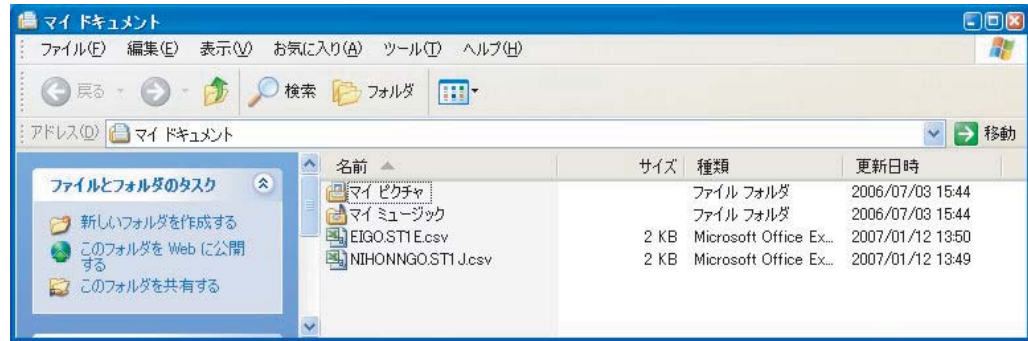 マイ ドキュメント
ファイル(F) 編集(E) 表示(V) お気に入り(A) ツール(T) ヘルプ(H)
戻る 検索 フォルダ
アドレス(D) マイ ドキュメント 移動
ファイルとフォルダのタスク
新しいフォルダを作成する
このフォルダを Web に公開
する
このフォルダを共有する
名前 サイズ 種類 更新日時
マイ ピクチャ ファイル フォルダ 2006/07/03 15:44
マイ ミュージック ファイル フォルダ 2006/07/03 15:44
EIGO.ST1E.csv 2 KB Microsoft Office Ex... 2007/01/12 13:50
NIHONNGO.ST1J.csv 2 KB Microsoft Office Ex... 2007/01/12 13:49